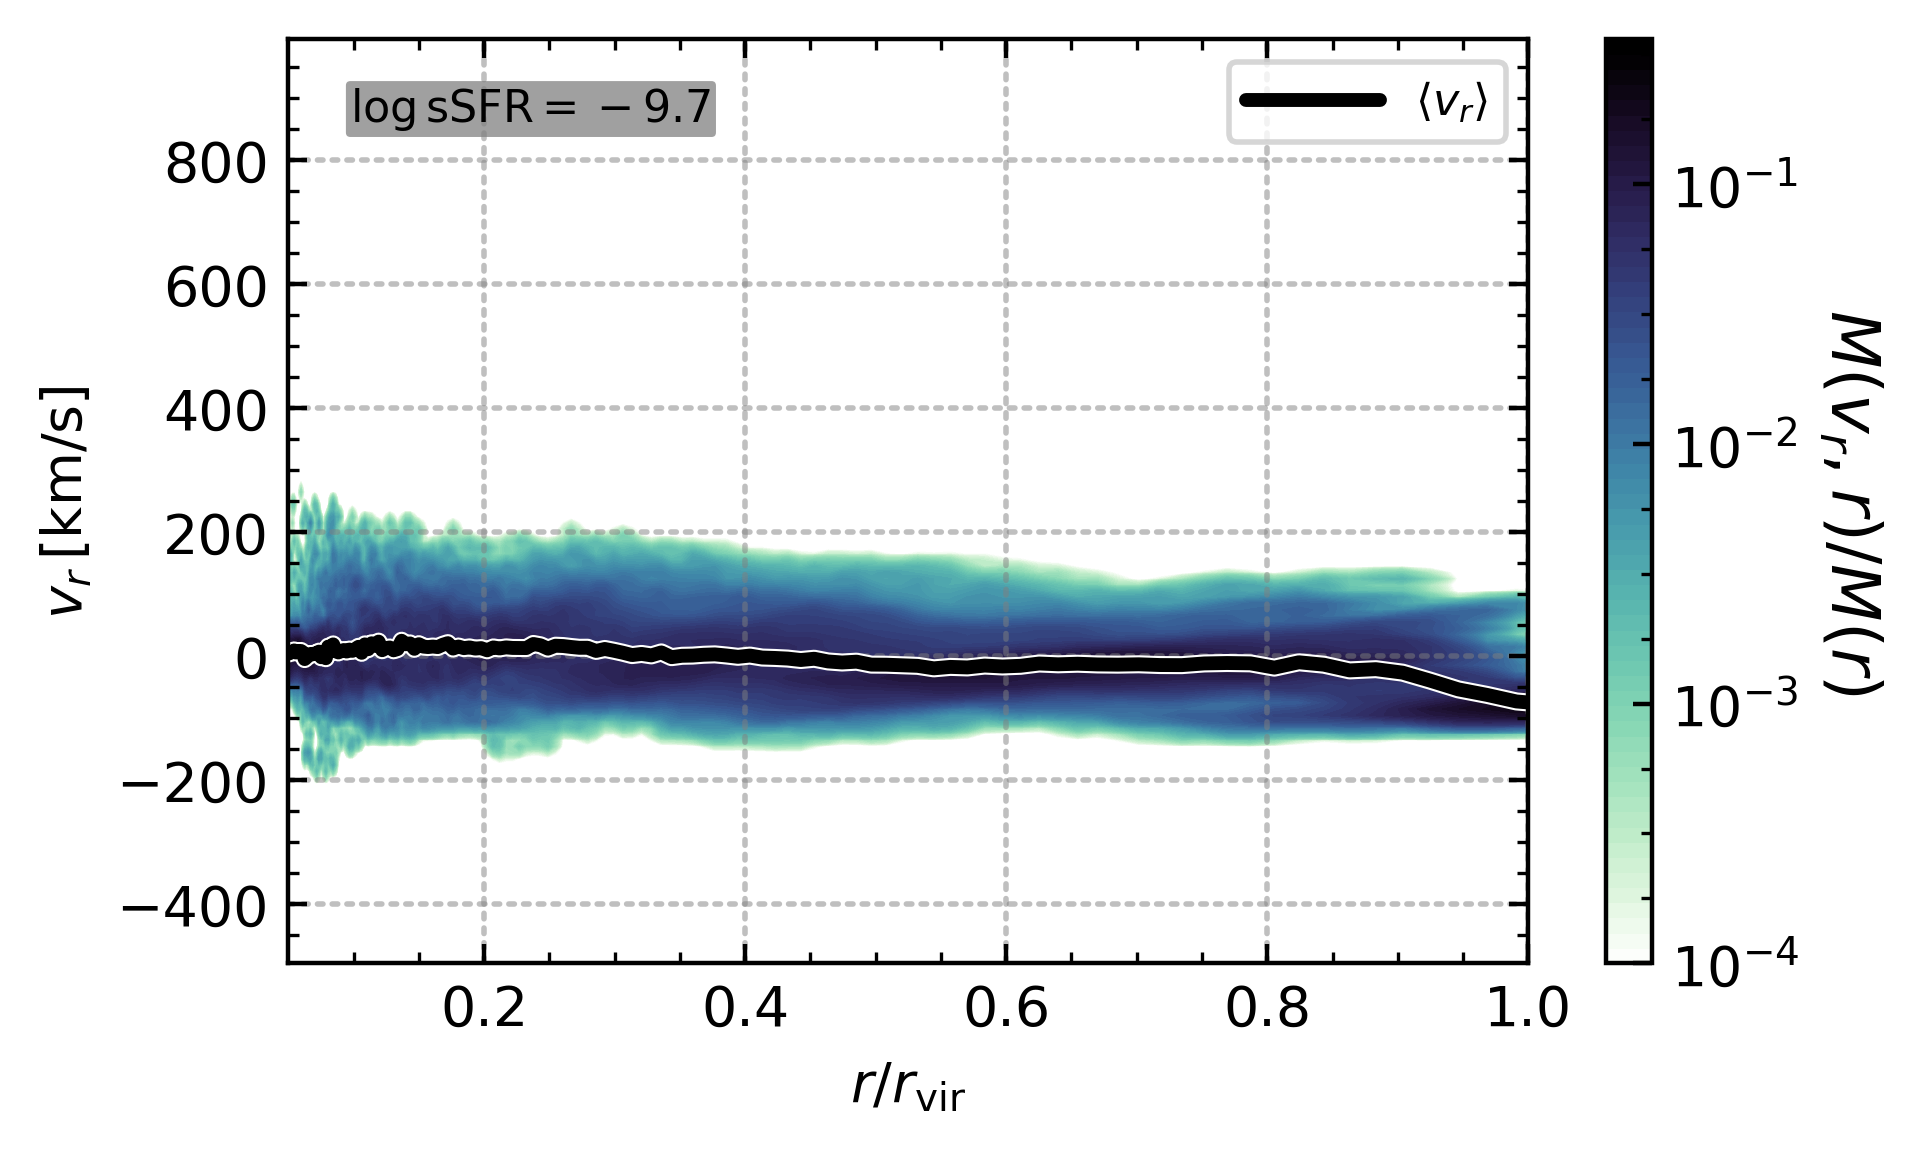 log sSFR = −9.7
⟨v_r⟩
800
600
400
200
0
−200
−400
v_r [km/s]
0.2 0.4 0.6 0.8 1.0
r/r_vir
10^−1
10^−2
10^−3
10^−4
M(v_r, r)/M(r)